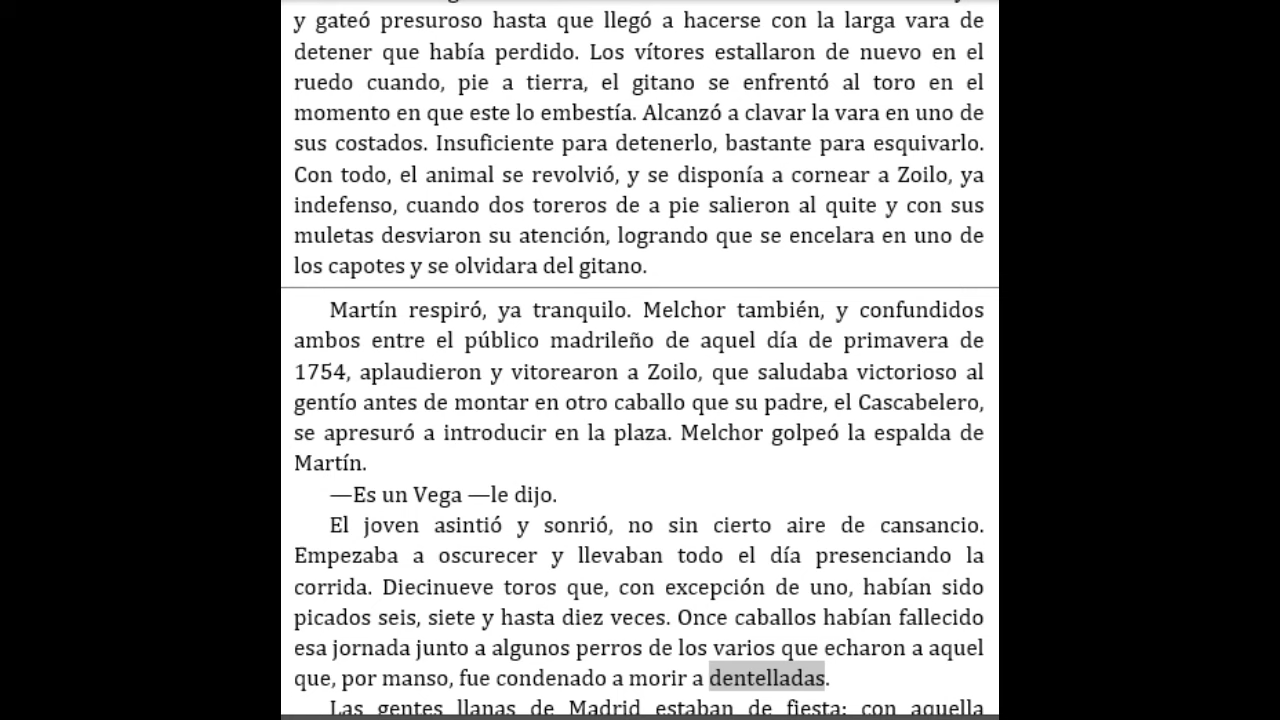 y gateó presuroso hasta que llegó a hacerse con la larga vara de
detener que había perdido. Los vítores estallaron de nuevo en el
ruedo cuando, pie a tierra, el gitano se enfrentó al toro en el
momento en que este lo embestía. Alcanzó a clavar la vara en uno de
sus costados. Insuficiente para detenerlo, bastante para esquivarlo.
Con todo, el animal se revolvió, y se disponía a cornear a Zoilo, ya
indefenso, cuando dos toreros de a pie salieron al quite y con sus
muletas desviaron su atención, logrando que se encelara en uno de
los capotes y se olvidara del gitano.
Martín respiró, ya tranquilo. Melchor también, y confundidos
ambos entre el público madrileño de aquel día de primavera de
1754, aplaudieron y vitorearon a Zoilo, que saludaba victorioso al
gentío antes de montar en otro caballo que su padre, el Cascabelero,
se apresuró a introducir en la plaza. Melchor golpeó la espalda de
Martín.
—Es un Vega —le dijo.
El joven asintió y sonrió, no sin cierto aire de cansancio.
Empezaba a oscurecer y llevaban todo el día presenciando la
corrida. Diecinueve toros que, con excepción de uno, habían sido
picados seis, siete y hasta diez veces. Once caballos habían fallecido
esa jornada junto a algunos perros de los varios que echaron a aquel
que, por manso, fue condenado a morir a dentelladas.
Las gentes llanas de Madrid estaban de fiesta; con aquella